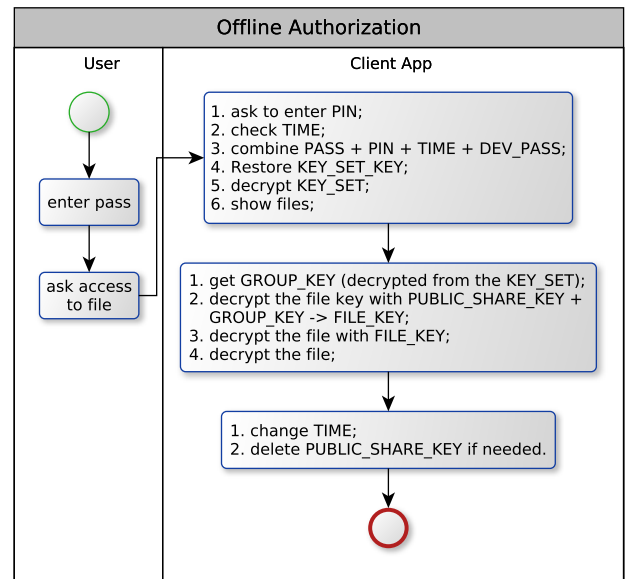 Offline Authorization
User
Client App
enter pass
ask access
to file
1. ask to enter PIN;
2. check TIME;
3. combine PASS + PIN + TIME + DEV_PASS;
4. Restore KEY_SET_KEY;
5. decrypt KEY_SET;
6. show files;
1. get GROUP_KEY (decrypted from the KEY_SET);
2. decrypt the file key with PUBLIC_SHARE_KEY +
GROUP_KEY -> FILE_KEY;
3. decrypt the file with FILE_KEY;
4. decrypt the file;
1. change TIME;
2. delete PUBLIC_SHARE_KEY if needed.